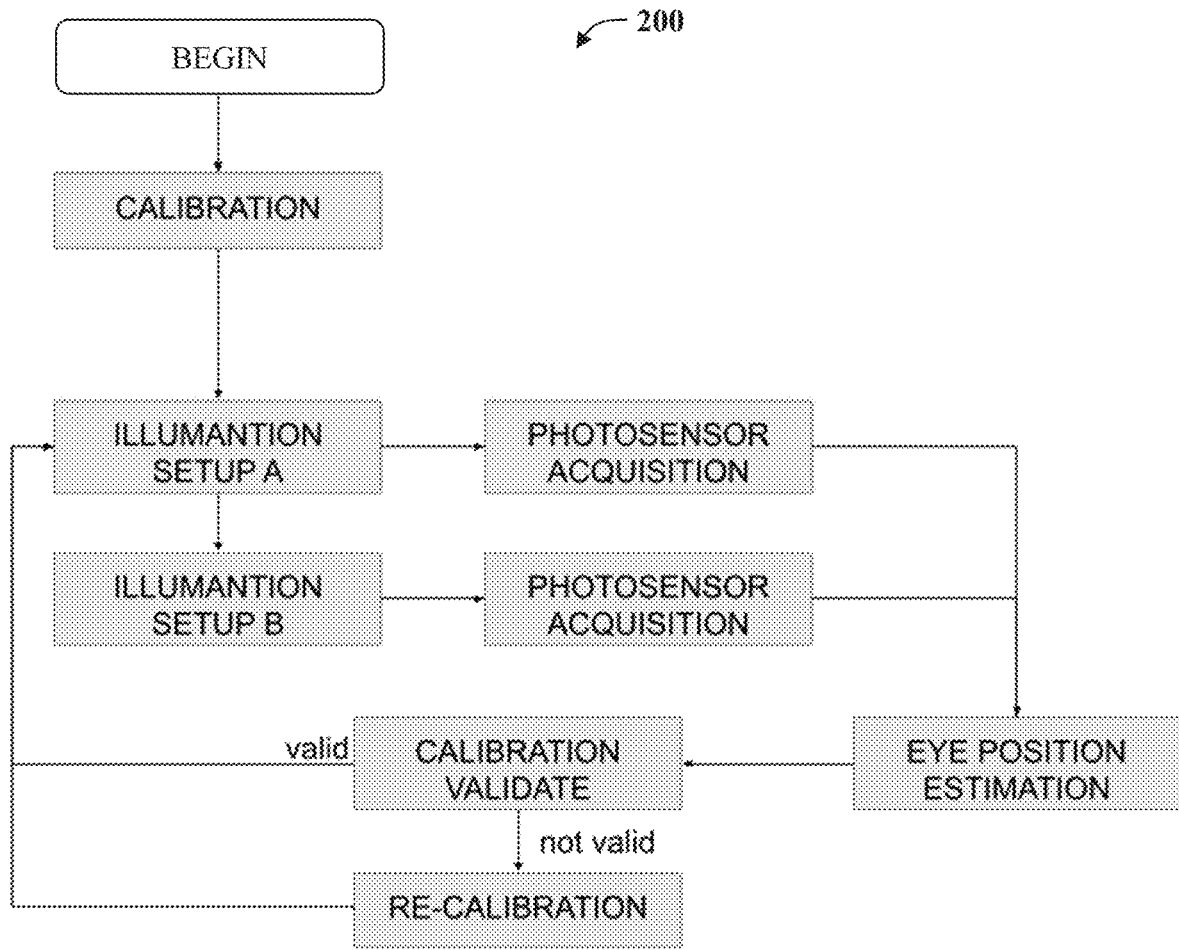 200
BEGIN
CALIBRATION
ILLUMANTION
SETUP A
PHOTOSENSOR
ACQUISITION
ILLUMANTION
SETUP B
PHOTOSENSOR
ACQUISITION
valid
CALIBRATION
VALIDATE
EYE POSITION
ESTIMATION
not valid
RE-CALIBRATION